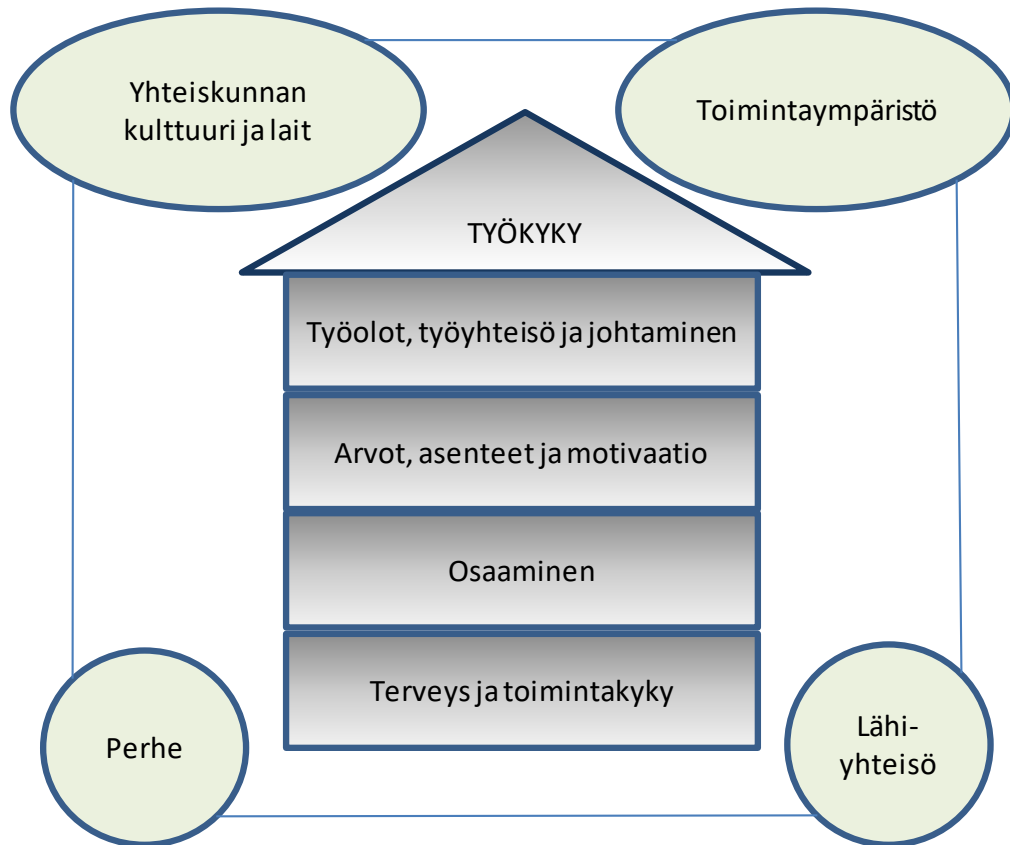 Yhteiskunnan
kulttuuri ja lait
Toimintaympäristö
TYÖKYKY
Työolot, työyhteisö ja johtaminen
Arvot, asenteet ja motivaatio
Osaaminen
Terveys ja toimintakyky
Perhe
Lähi-
yhteisö